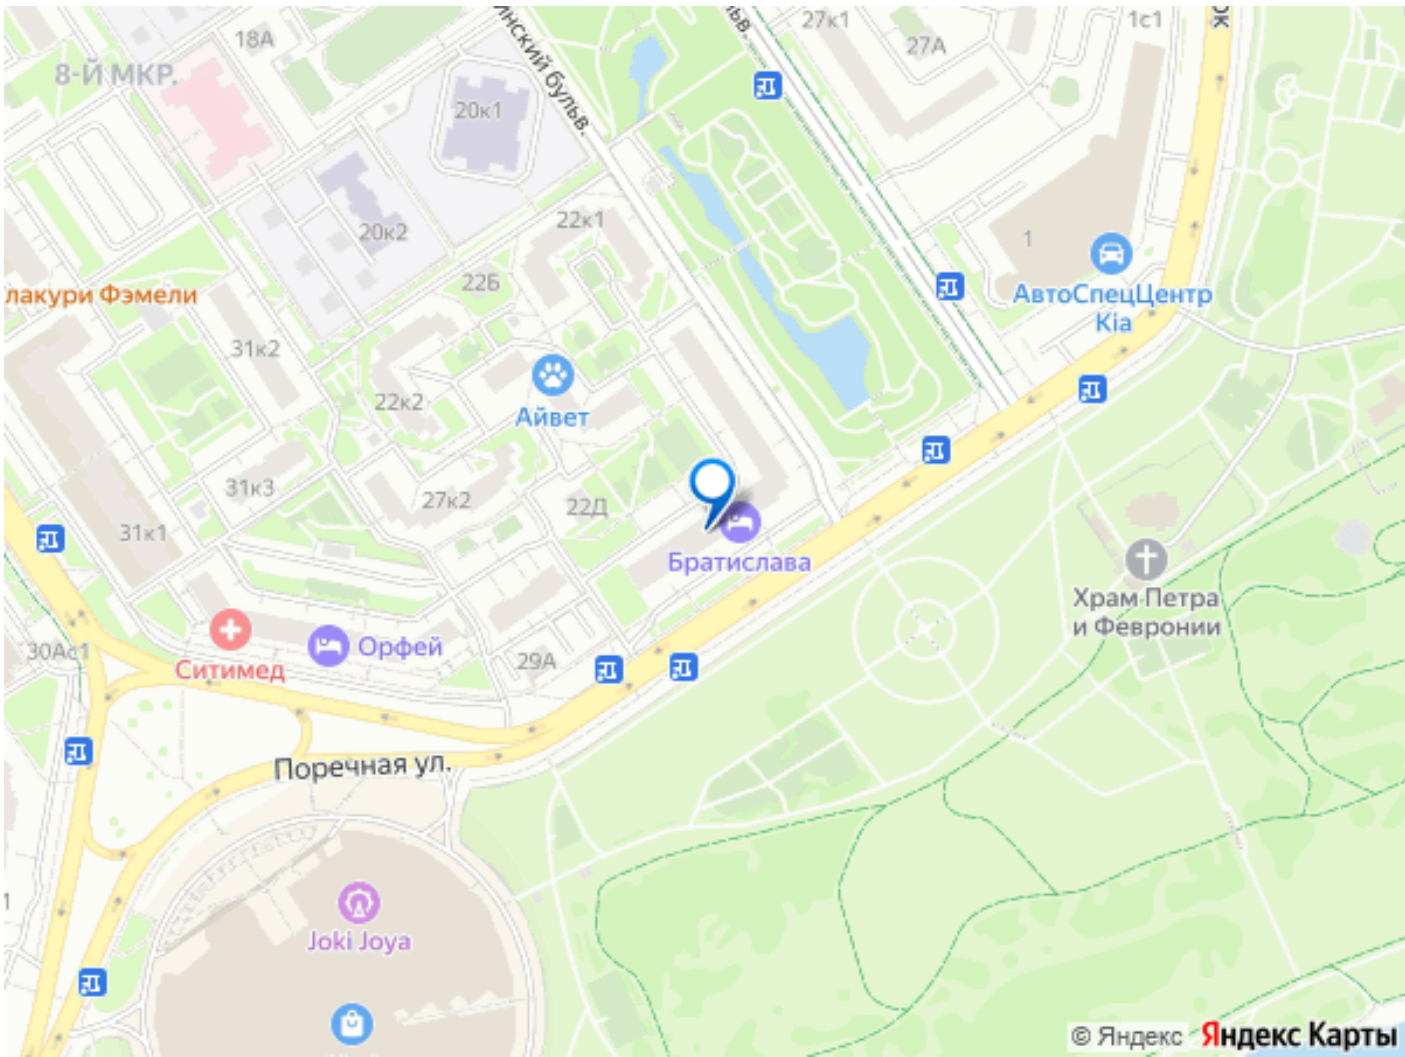 27к1
1с1
18А
27А
8-Й МКР.
20к1
22к1
20к2
1
22Б
АвтоСпецЦентр
Kia
лакури Фэмели
31к2
22к2
Айвет
31к3
27к2
22Д
31к1
Братислава
Храм Петра
и Февронии
30Ас1
Ситимед
Орфей
29А
Поречная ул.
1
Joki Joya
© Яндекс
Яндекс Карты